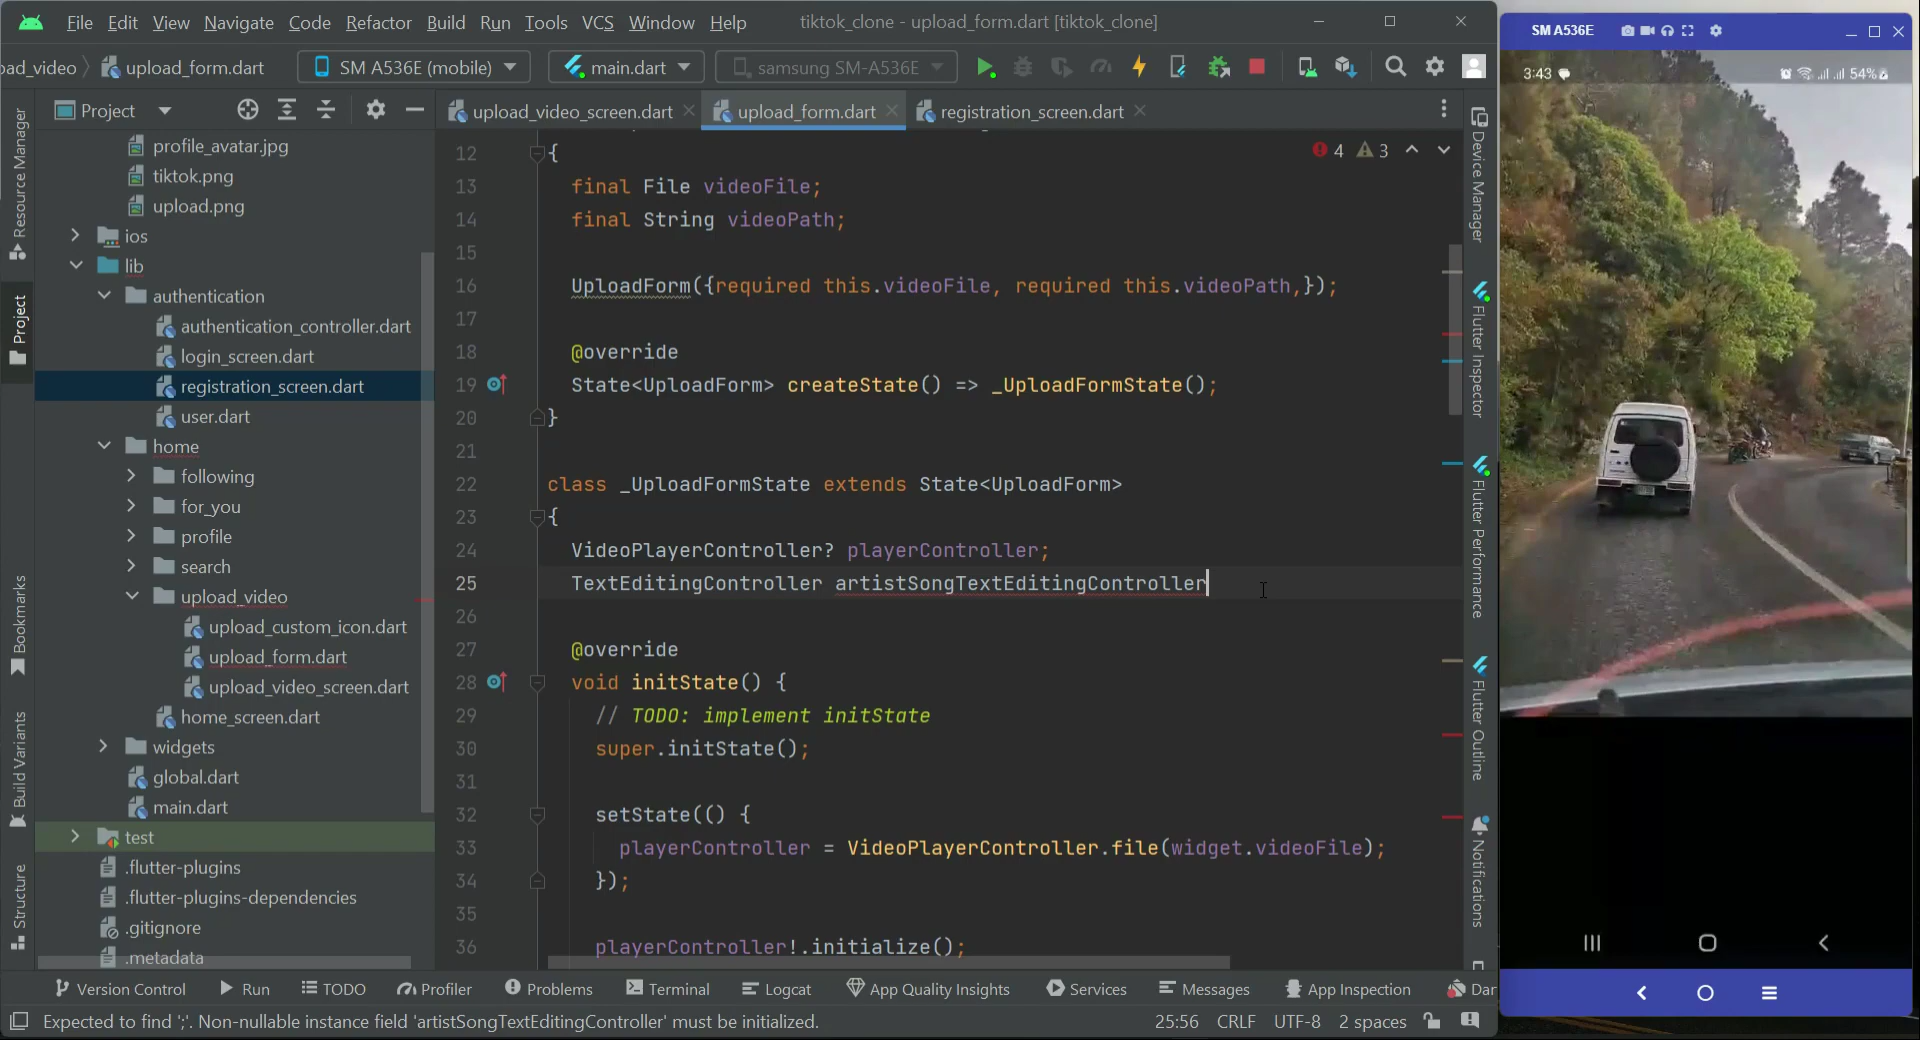 File Edit View Navigate Code Refactor Build Run Tools VCS Window Help tiktok_clone - upload_form.dart [tiktok_clone]
oad_video upload_form.dart SM A536E (mobile) main.dart samsung SM-A536E
Project
upload_video_screen.dart upload_form.dart registration_screen.dart
Resource Manager
Project
Bookmarks
Build Variants
Structure
profile_avatar.jpg
tiktok.png
upload.png
ios
lib
authentication
authentication_controller.dart
login_screen.dart
registration_screen.dart
user.dart
home
following
for_you
profile
search
upload_video
upload_custom_icon.dart
upload_form.dart
upload_video_screen.dart
home_screen.dart
widgets
global.dart
main.dart
test
.flutter-plugins
.flutter-plugins-dependencies
.gitignore
.metadata
4 3
12 {
13 final File videoFile;
14 final String videoPath;
15
16 UploadForm({required this.videoFile, required this.videoPath,});
17
18 @override
19 State<UploadForm> createState() => _UploadFormState();
20 }
21
22 class _UploadFormState extends State<UploadForm>
23 {
24 VideoPlayerController? playerController;
25 TextEditingController artistSongTextEditingController
26
27 @override
28 void initState() {
29 // TODO: implement initState
30 super.initState();
31
32 setState(() {
33 playerController = VideoPlayerController.file(widget.videoFile);
34 });
35
36 playerController!.initialize();
Device Manager
Flutter Inspector
Flutter Performance
Flutter Outline
Notifications
Version Control Run TODO Profiler Problems Terminal Logcat App Quality Insights Services Messages App Inspection Dar
Expected to find ';'. Non-nullable instance field 'artistSongTextEditingController' must be initialized. 25:56 CRLF UTF-8 2 spaces
SM A536E
3:43 54%